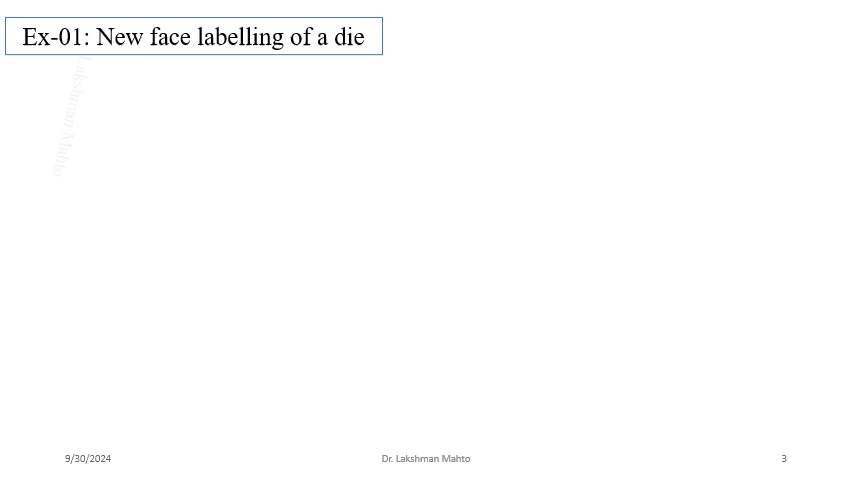 Ex-01: New face labelling of a die
Lakshman Mahto
9/30/2024
Dr. Lakshman Mahto
3